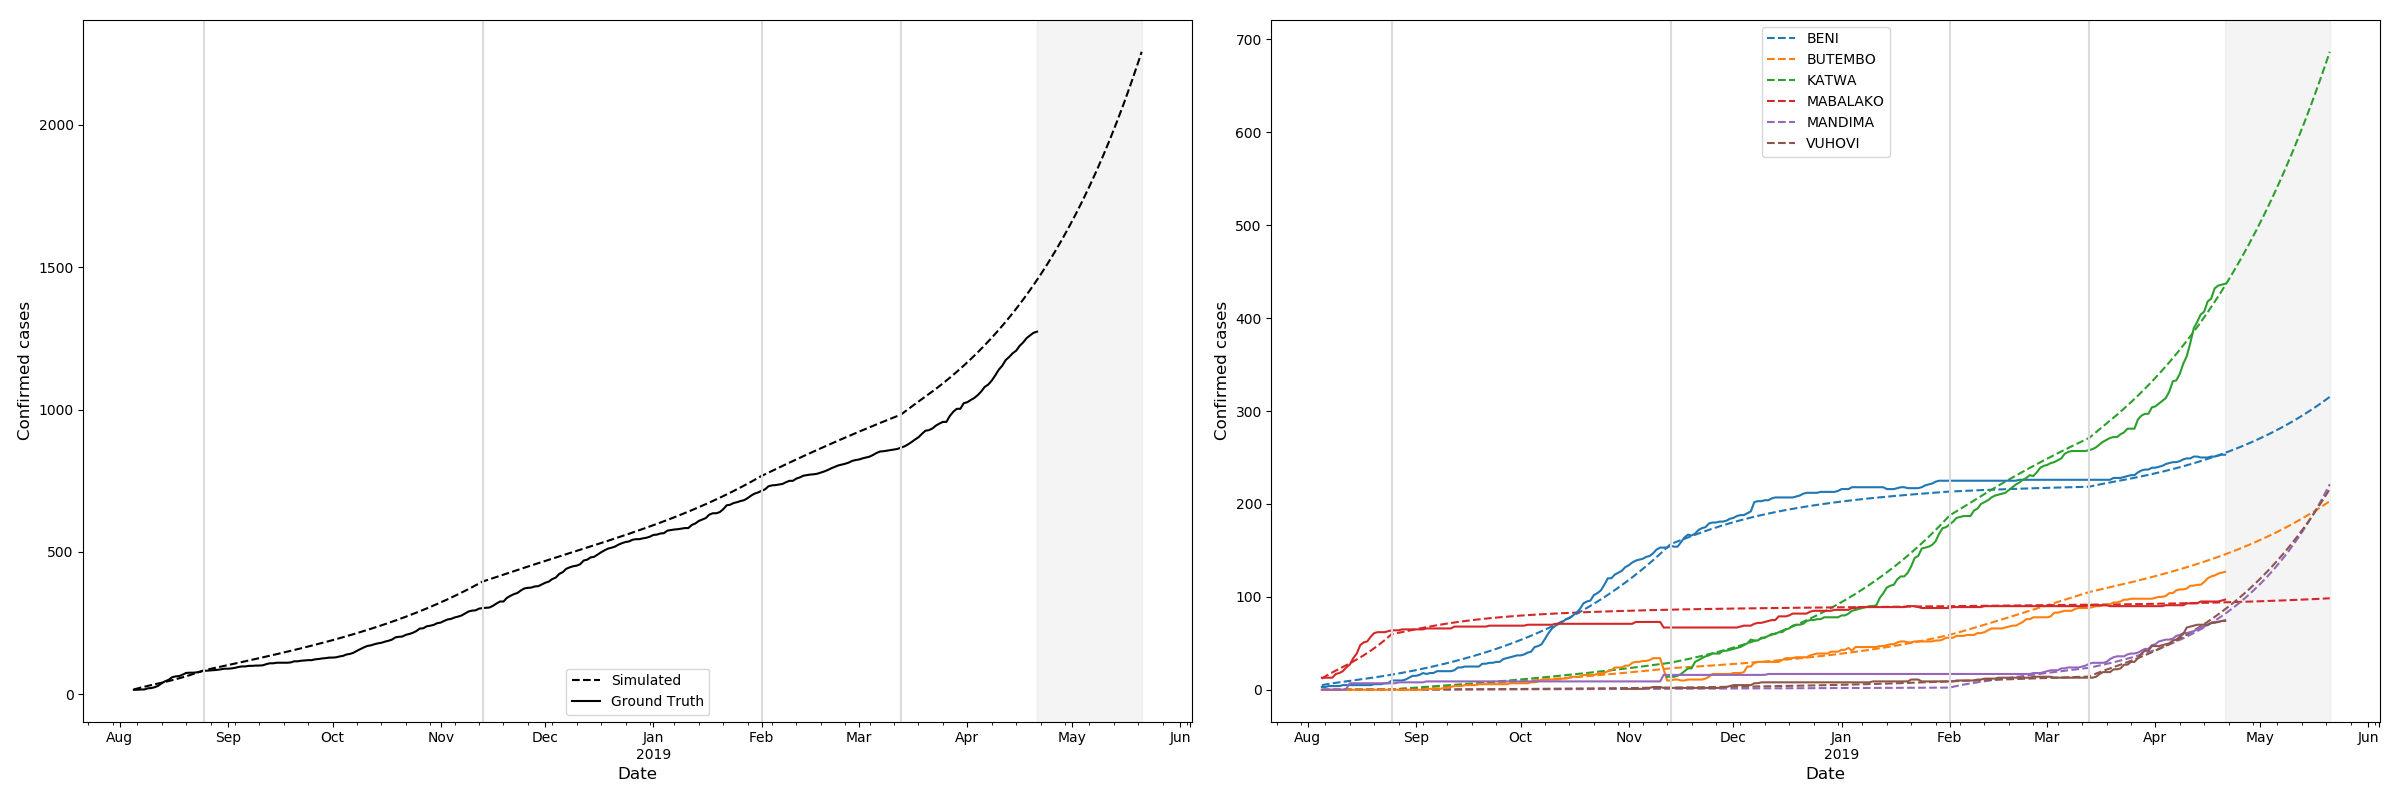 Confirmed cases
2000
1500
1000
500
0
Simulated
Ground Truth
Aug Sep Oct Nov Dec Jan Feb Mar Apr May Jun
2019
Date
Confirmed cases
700
600
500
400
300
200
100
0
BENI
BUTEMBO
KATWA
MABALAKO
MANDIMA
VUHOVI
Aug Sep Oct Nov Dec Jan Feb Mar Apr May Jun
2019
Date